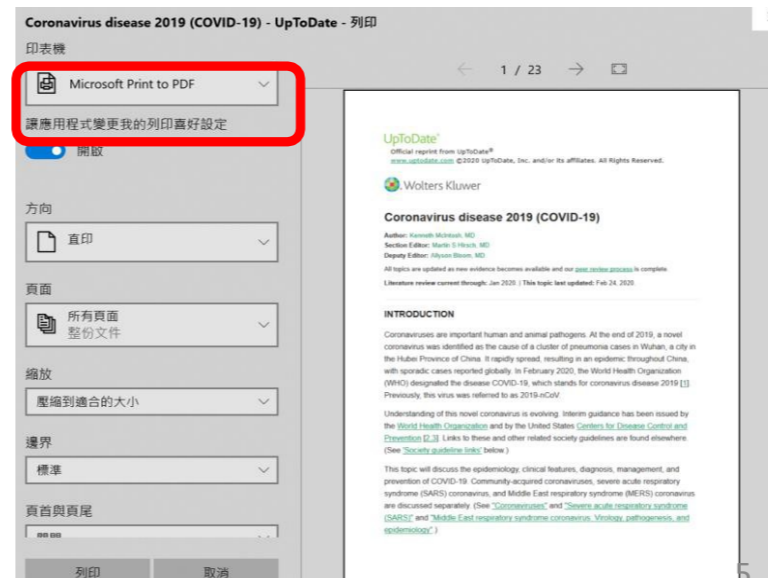 Coronavirus disease 2019 (COVID-19) - UpToDate - 列印
印表機
Microsoft Print to PDF
讓應用程式變更我的列印喜好設定
開啟
方向
直印
頁面
所有頁面
整份文件
縮放
壓縮到適合的大小
邊界
標準
頁首與頁尾
列印
取消
1 / 23
UpToDate®
Official reprint from UpToDate®
www.uptodate.com ©2020 UpToDate, Inc. and/or its affiliates. All Rights Reserved.
Wolters Kluwer
Coronavirus disease 2019 (COVID-19)
Author: Kenneth McIntosh, MD
Section Editor: Martin S Hirsch, MD
Deputy Editor: Allyson Bloom, MD
All topics are updated as new evidence becomes available and our peer review process is complete.
Literature review current through: Jan 2020. | This topic last updated: Feb 24, 2020.
INTRODUCTION
Coronaviruses are important human and animal pathogens. At the end of 2019, a novel
coronavirus was identified as the cause of a cluster of pneumonia cases in Wuhan, a city in
the Hubei Province of China. It rapidly spread, resulting in an epidemic throughout China,
with sporadic cases reported globally. In February 2020, the World Health Organization
(WHO) designated the disease COVID-19, which stands for coronavirus disease 2019 [1].
Previously, this virus was referred to as 2019-nCoV.
Understanding of this novel coronavirus is evolving. Interim guidance has been issued by
the World Health Organization and by the United States Centers for Disease Control and
Prevention [2,3]. Links to these and other related society guidelines are found elsewhere.
(See 'Society guideline links' below.)
This topic will discuss the epidemiology, clinical features, diagnosis, management, and
prevention of COVID-19. Community-acquired coronaviruses, severe acute respiratory
syndrome (SARS) coronavirus, and Middle East respiratory syndrome (MERS) coronavirus
are discussed separately. (See "Coronaviruses" and "Severe acute respiratory syndrome
(SARS)" and "Middle East respiratory syndrome coronavirus: Virology, pathogenesis, and
epidemiology".)
5